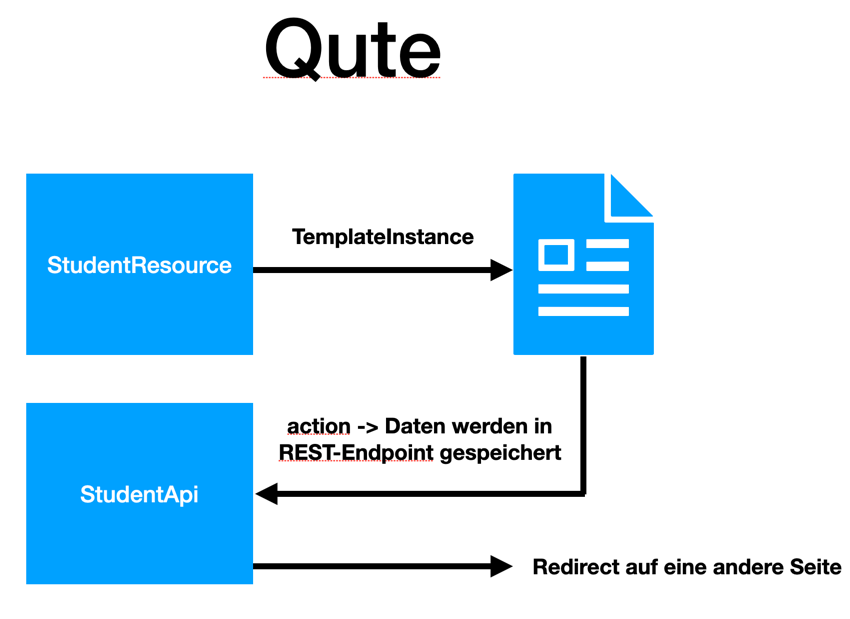 Qute
TemplateInstance
StudentResource
action -> Daten werden in
REST-Endpoint gespeichert
StudentApi
Redirect auf eine andere Seite